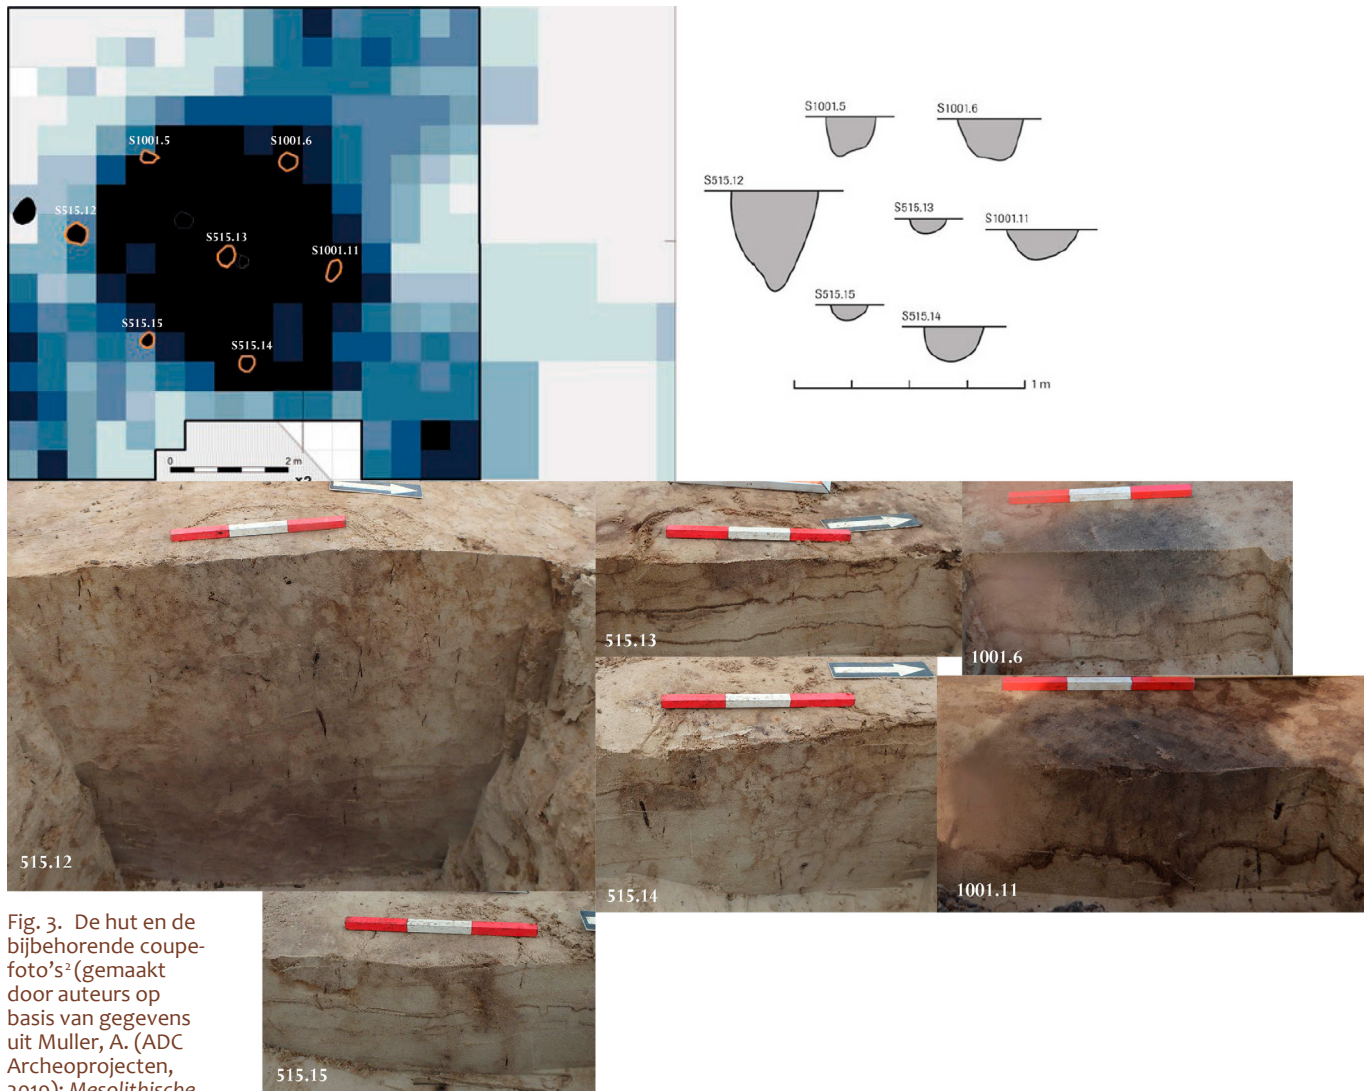 S1001.5
S1001.6
S515.12
S515.13
S1001.11
S515.15
S515.14
0
2 m
S1001.5
S1001.6
S515.12
S515.13
S1001.11
S515.15
S515.14
1 m
515.12
515.13
1001.6
515.14
1001.11
515.15
Fig. 3. De hut en de
bijbehorende coupe-
foto's² (gemaakt
door auteurs op
basis van gegevens
uit Muller, A. (ADC
Archeoprojecten,
2019): Mesolithische